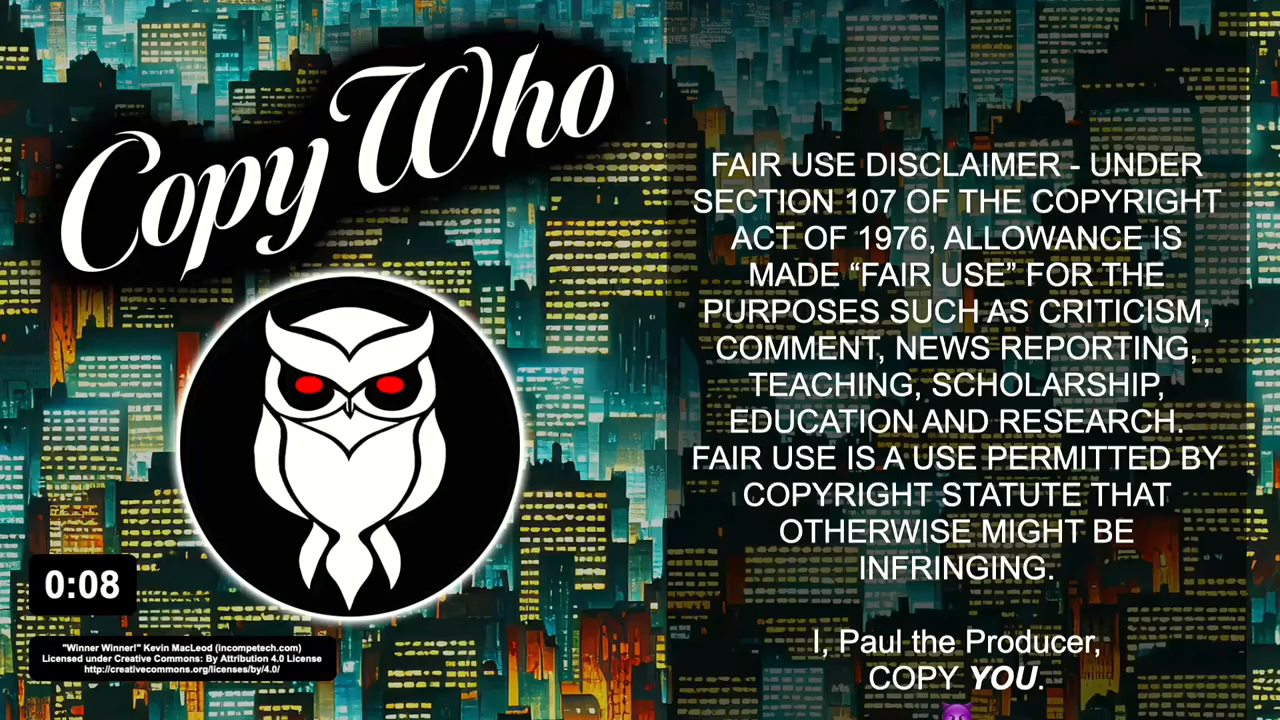 Copy Who
FAIR USE DISCLAIMER - UNDER
SECTION 107 OF THE COPYRIGHT
ACT OF 1976, ALLOWANCE IS
MADE “FAIR USE” FOR THE
PURPOSES SUCH AS CRITICISM,
COMMENT, NEWS REPORTING,
TEACHING, SCHOLARSHIP,
EDUCATION AND RESEARCH.
FAIR USE IS A USE PERMITTED BY
COPYRIGHT STATUTE THAT
OTHERWISE MIGHT BE
INFRINGING.
I, Paul the Producer,
COPY YOU.
0:08
"Winner Winner!" Kevin MacLeod (incompetech.com)
Licensed under Creative Commons: By Attribution 4.0 License
http://creativecommons.org/licenses/by/4.0/